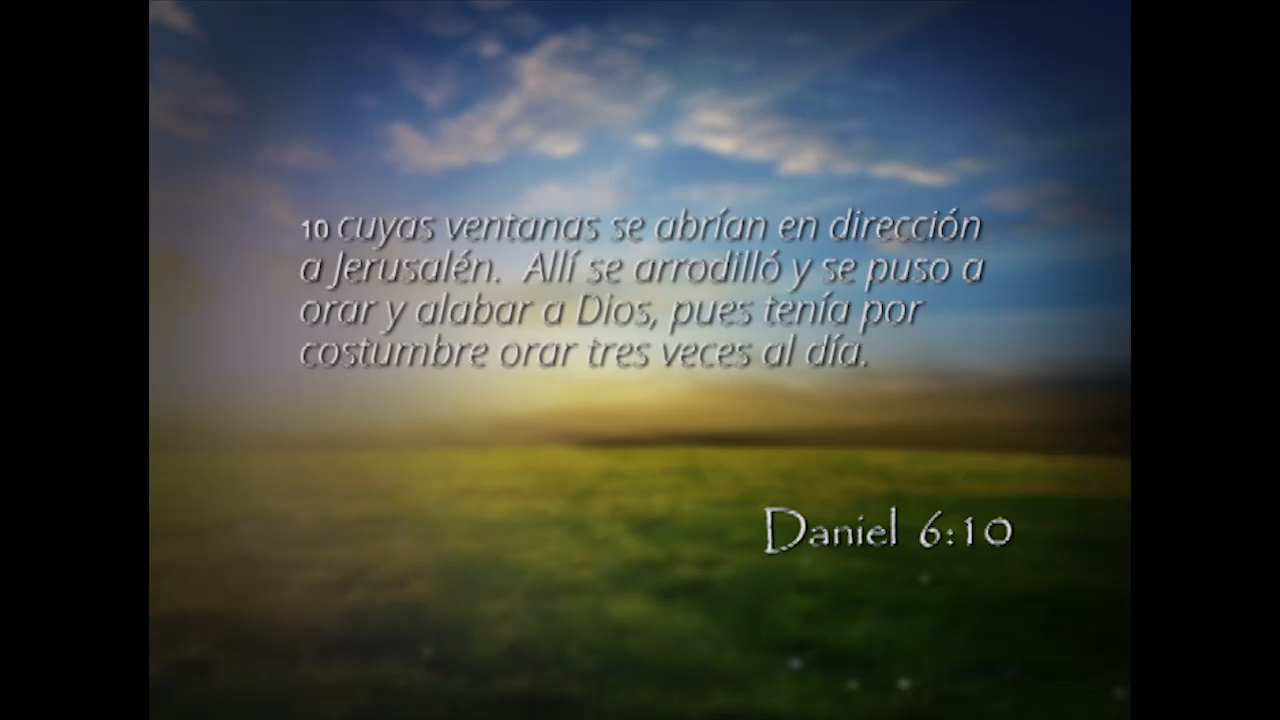 10 cuyas ventanas se abrían en dirección
a Jerusalén. Allí se arrodilló y se puso a
orar y alabar a Dios, pues tenía por
costumbre orar tres veces al día.
Daniel 6:10